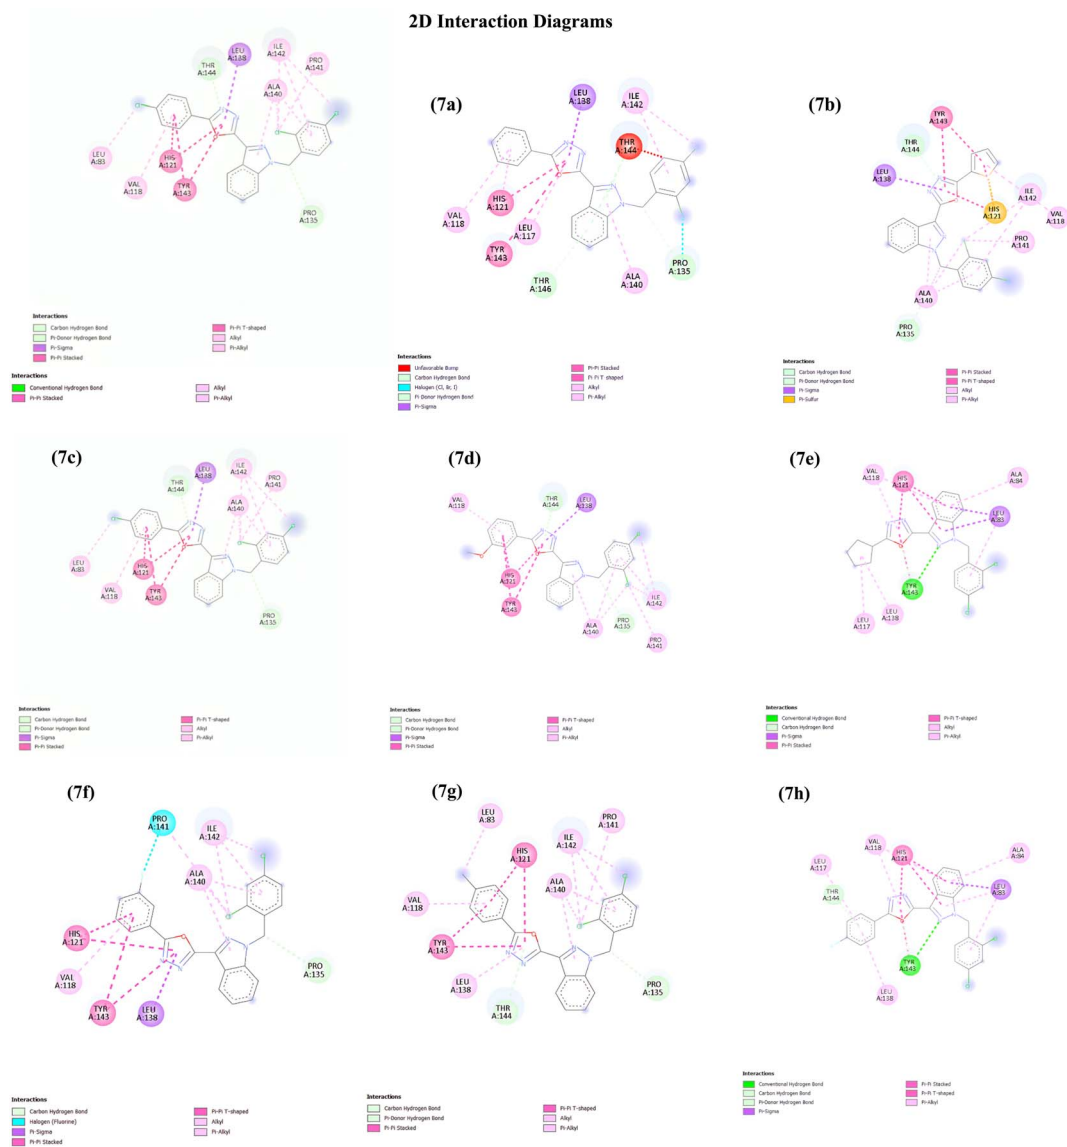 2D Interaction Diagrams
THR
A:144
LEU
A:138
ILE
A:142
PRO
A:141
ALA
A:140
LEU
A:83
HIS
A:121
VAL
A:118
TYR
A:143
PRO
A:135
Interactions
Carbon Hydrogen Bond
Pi-Donor Hydrogen Bond
Pi-Sigma
Pi-Pi Stacked
Pi-Pi T-shaped
Alkyl
Pi-Alkyl
Interactions
Conventional Hydrogen Bond
Pi-Pi Stacked
Alkyl
Pi-Alkyl
(7a)
LEU
A:138
ILE
A:142
THR
A:144
HIS
A:121
VAL
A:118
LEU
A:117
TYR
A:143
THR
A:146
ALA
A:140
PRO
A:135
Interactions
Unfavorable Bump
Carbon Hydrogen Bond
Halogen (Cl, Br, I)
Pi-Donor Hydrogen Bond
Pi-Sigma
Pi-Pi Stacked
Pi-Pi T-shaped
Alkyl
Pi-Alkyl
(7b)
TYR
A:143
THR
A:144
LEU
A:138
ILE
A:142
HIS
A:121
VAL
A:118
PRO
A:141
ALA
A:140
PRO
A:135
Interactions
Carbon Hydrogen Bond
Pi-Donor Hydrogen Bond
Pi-Sigma
Pi-Sulfur
Pi-Pi Stacked
Pi-Pi T-shaped
Alkyl
Pi-Alkyl
(7c)
THR
A:144
LEU
A:138
ILE
A:142
PRO
A:141
ALA
A:140
LEU
A:83
HIS
A:121
VAL
A:118
TYR
A:143
PRO
A:135
Interactions
Carbon Hydrogen Bond
Pi-Donor Hydrogen Bond
Pi-Sigma
Pi-Pi Stacked
Pi-Pi T-shaped
Alkyl
Pi-Alkyl
(7d)
VAL
A:118
THR
A:144
LEU
A:138
HIS
A:121
TYR
A:143
ALA
A:140
PRO
A:135
ILE
A:142
PRO
A:141
Interactions
Carbon Hydrogen Bond
Pi-Donor Hydrogen Bond
Pi-Sigma
Pi-Pi Stacked
Pi-Pi T-shaped
Alkyl
Pi-Alkyl
(7e)
VAL
A:118
HIS
A:121
ALA
A:84
LEU
A:83
TYR
A:143
LEU
A:117
LEU
A:138
Interactions
Conventional Hydrogen Bond
Carbon Hydrogen Bond
Pi-Sigma
Pi-Pi Stacked
Pi-Pi T-shaped
Alkyl
Pi-Alkyl
(7f)
PRO
A:141
ILE
A:142
ALA
A:140
HIS
A:121
VAL
A:118
TYR
A:143
LEU
A:138
PRO
A:135
Interactions
Carbon Hydrogen Bond
Halogen (Fluorine)
Pi-Sigma
Pi-Pi Stacked
Pi-Pi T-shaped
Alkyl
Pi-Alkyl
(7g)
LEU
A:83
ILE
A:142
PRO
A:141
HIS
A:121
ALA
A:140
VAL
A:118
TYR
A:143
LEU
A:138
THR
A:144
PRO
A:135
Interactions
Carbon Hydrogen Bond
Pi-Donor Hydrogen Bond
Pi-Pi Stacked
Pi-Pi T-shaped
Alkyl
Pi-Alkyl
(7h)
VAL
A:118
HIS
A:121
ALA
A:84
LEU
A:117
THR
A:144
LEU
A:83
TYR
A:143
LEU
A:138
Interactions
Conventional Hydrogen Bond
Carbon Hydrogen Bond
Pi-Donor Hydrogen Bond
Pi-Sigma
Pi-Pi Stacked
Pi-Pi T-shaped
Pi-Alkyl